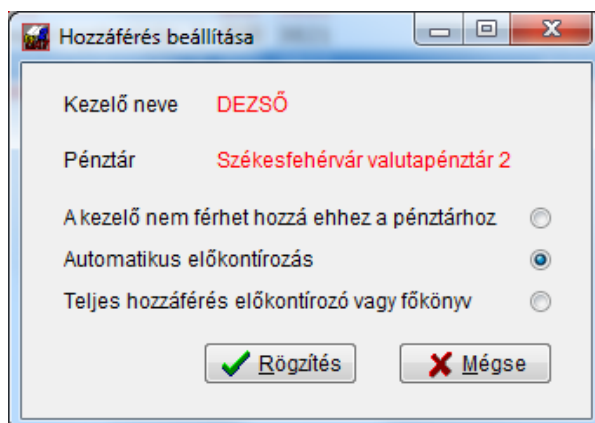 Hozzáférés beállítása
Kezelő neve DEZSŐ
Pénztár Székesfehérvár valutapénztár 2
A kezelő nem férhet hozzá ehhez a pénztárhoz
Automatikus előkontírozás
Teljes hozzáférés előkontírozó vagy főkönyv
Rögzítés Mégse